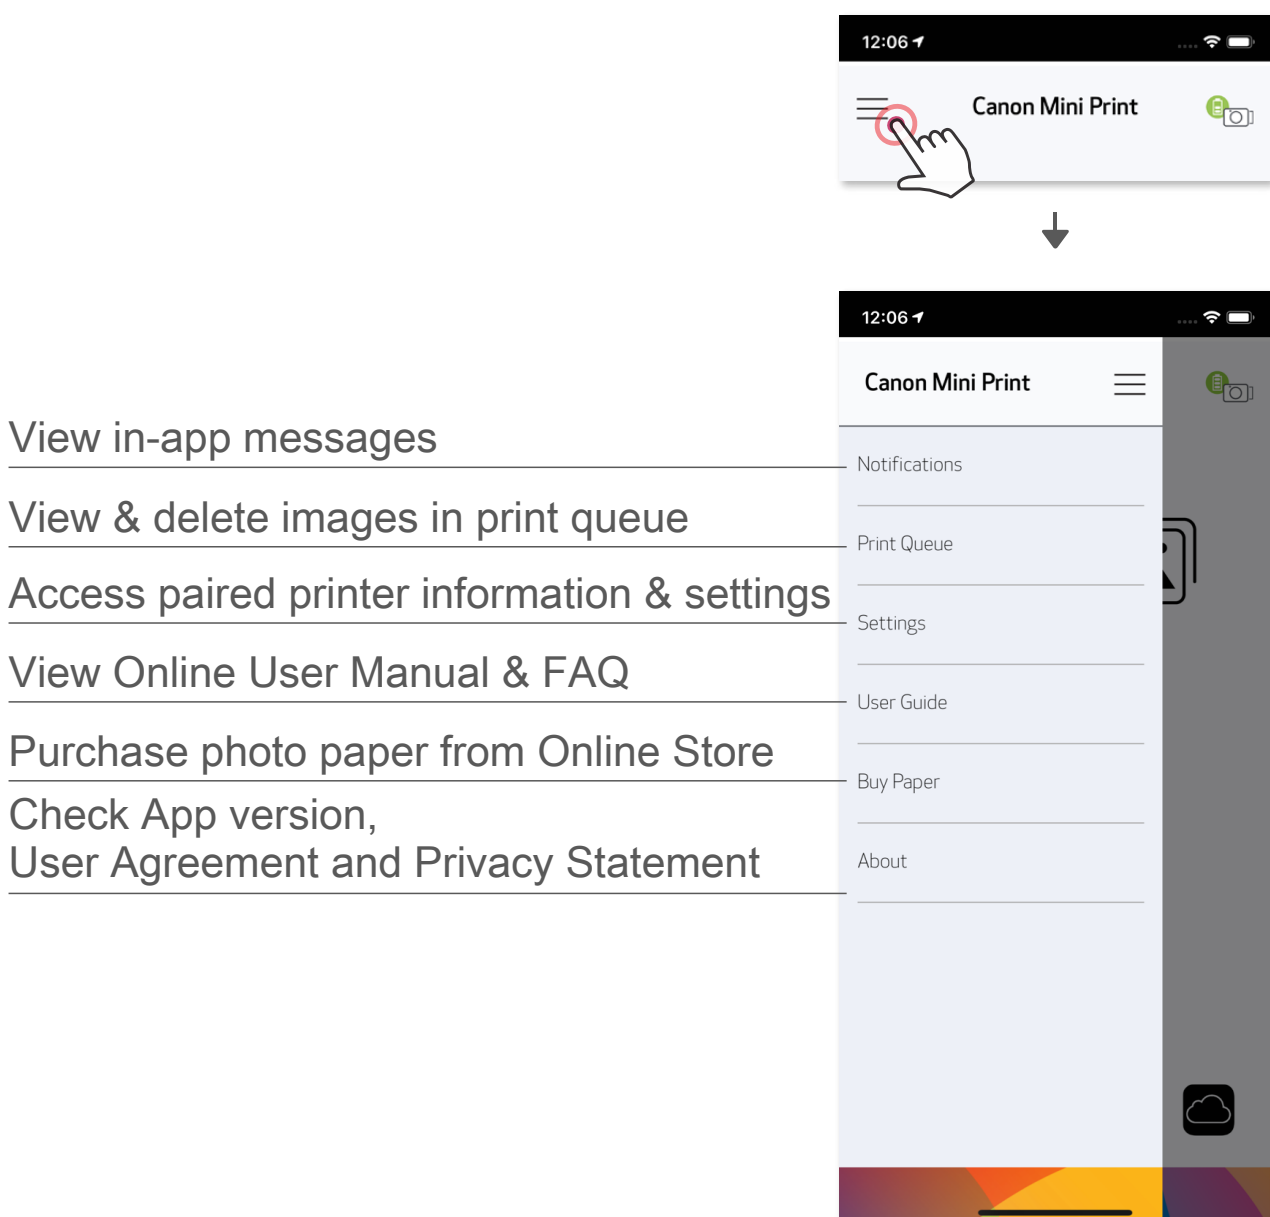 12:06
Canon Mini Print
12:06
Canon Mini Print
View in-app messages
Notifications
View & delete images in print queue
Print Queue
Access paired printer information & settings
Settings
View Online User Manual & FAQ
User Guide
Purchase photo paper from Online Store
Buy Paper
Check App version,
User Agreement and Privacy Statement
About